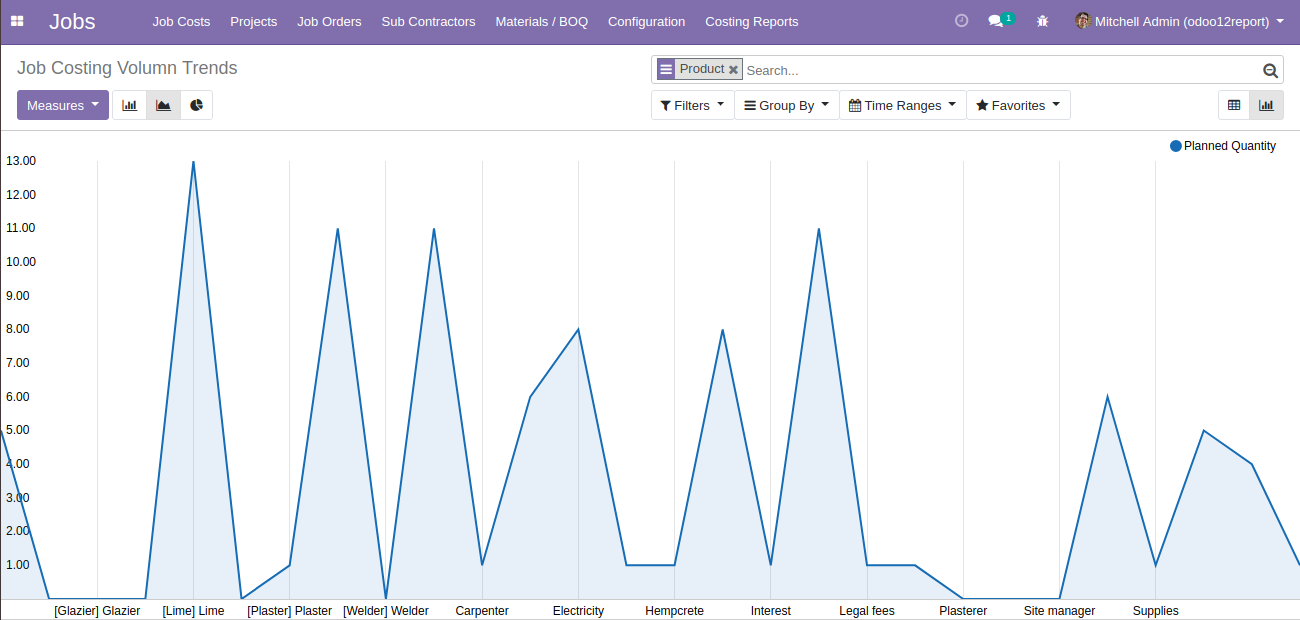 Jobs Job Costs Projects Job Orders Sub Contractors Materials / BOQ Configuration Costing Reports 1 Mitchell Admin (odoo12report)
Job Costing Volumn Trends Product Search...
Measures Filters Group By Time Ranges Favorites
Planned Quantity
13.00
12.00
11.00
10.00
9.00
8.00
7.00
6.00
5.00
4.00
3.00
2.00
1.00
[Glazier] Glazier [Lime] Lime [Plaster] Plaster [Welder] Welder Carpenter Electricity Hempcrete Interest Legal fees Plasterer Site manager Supplies